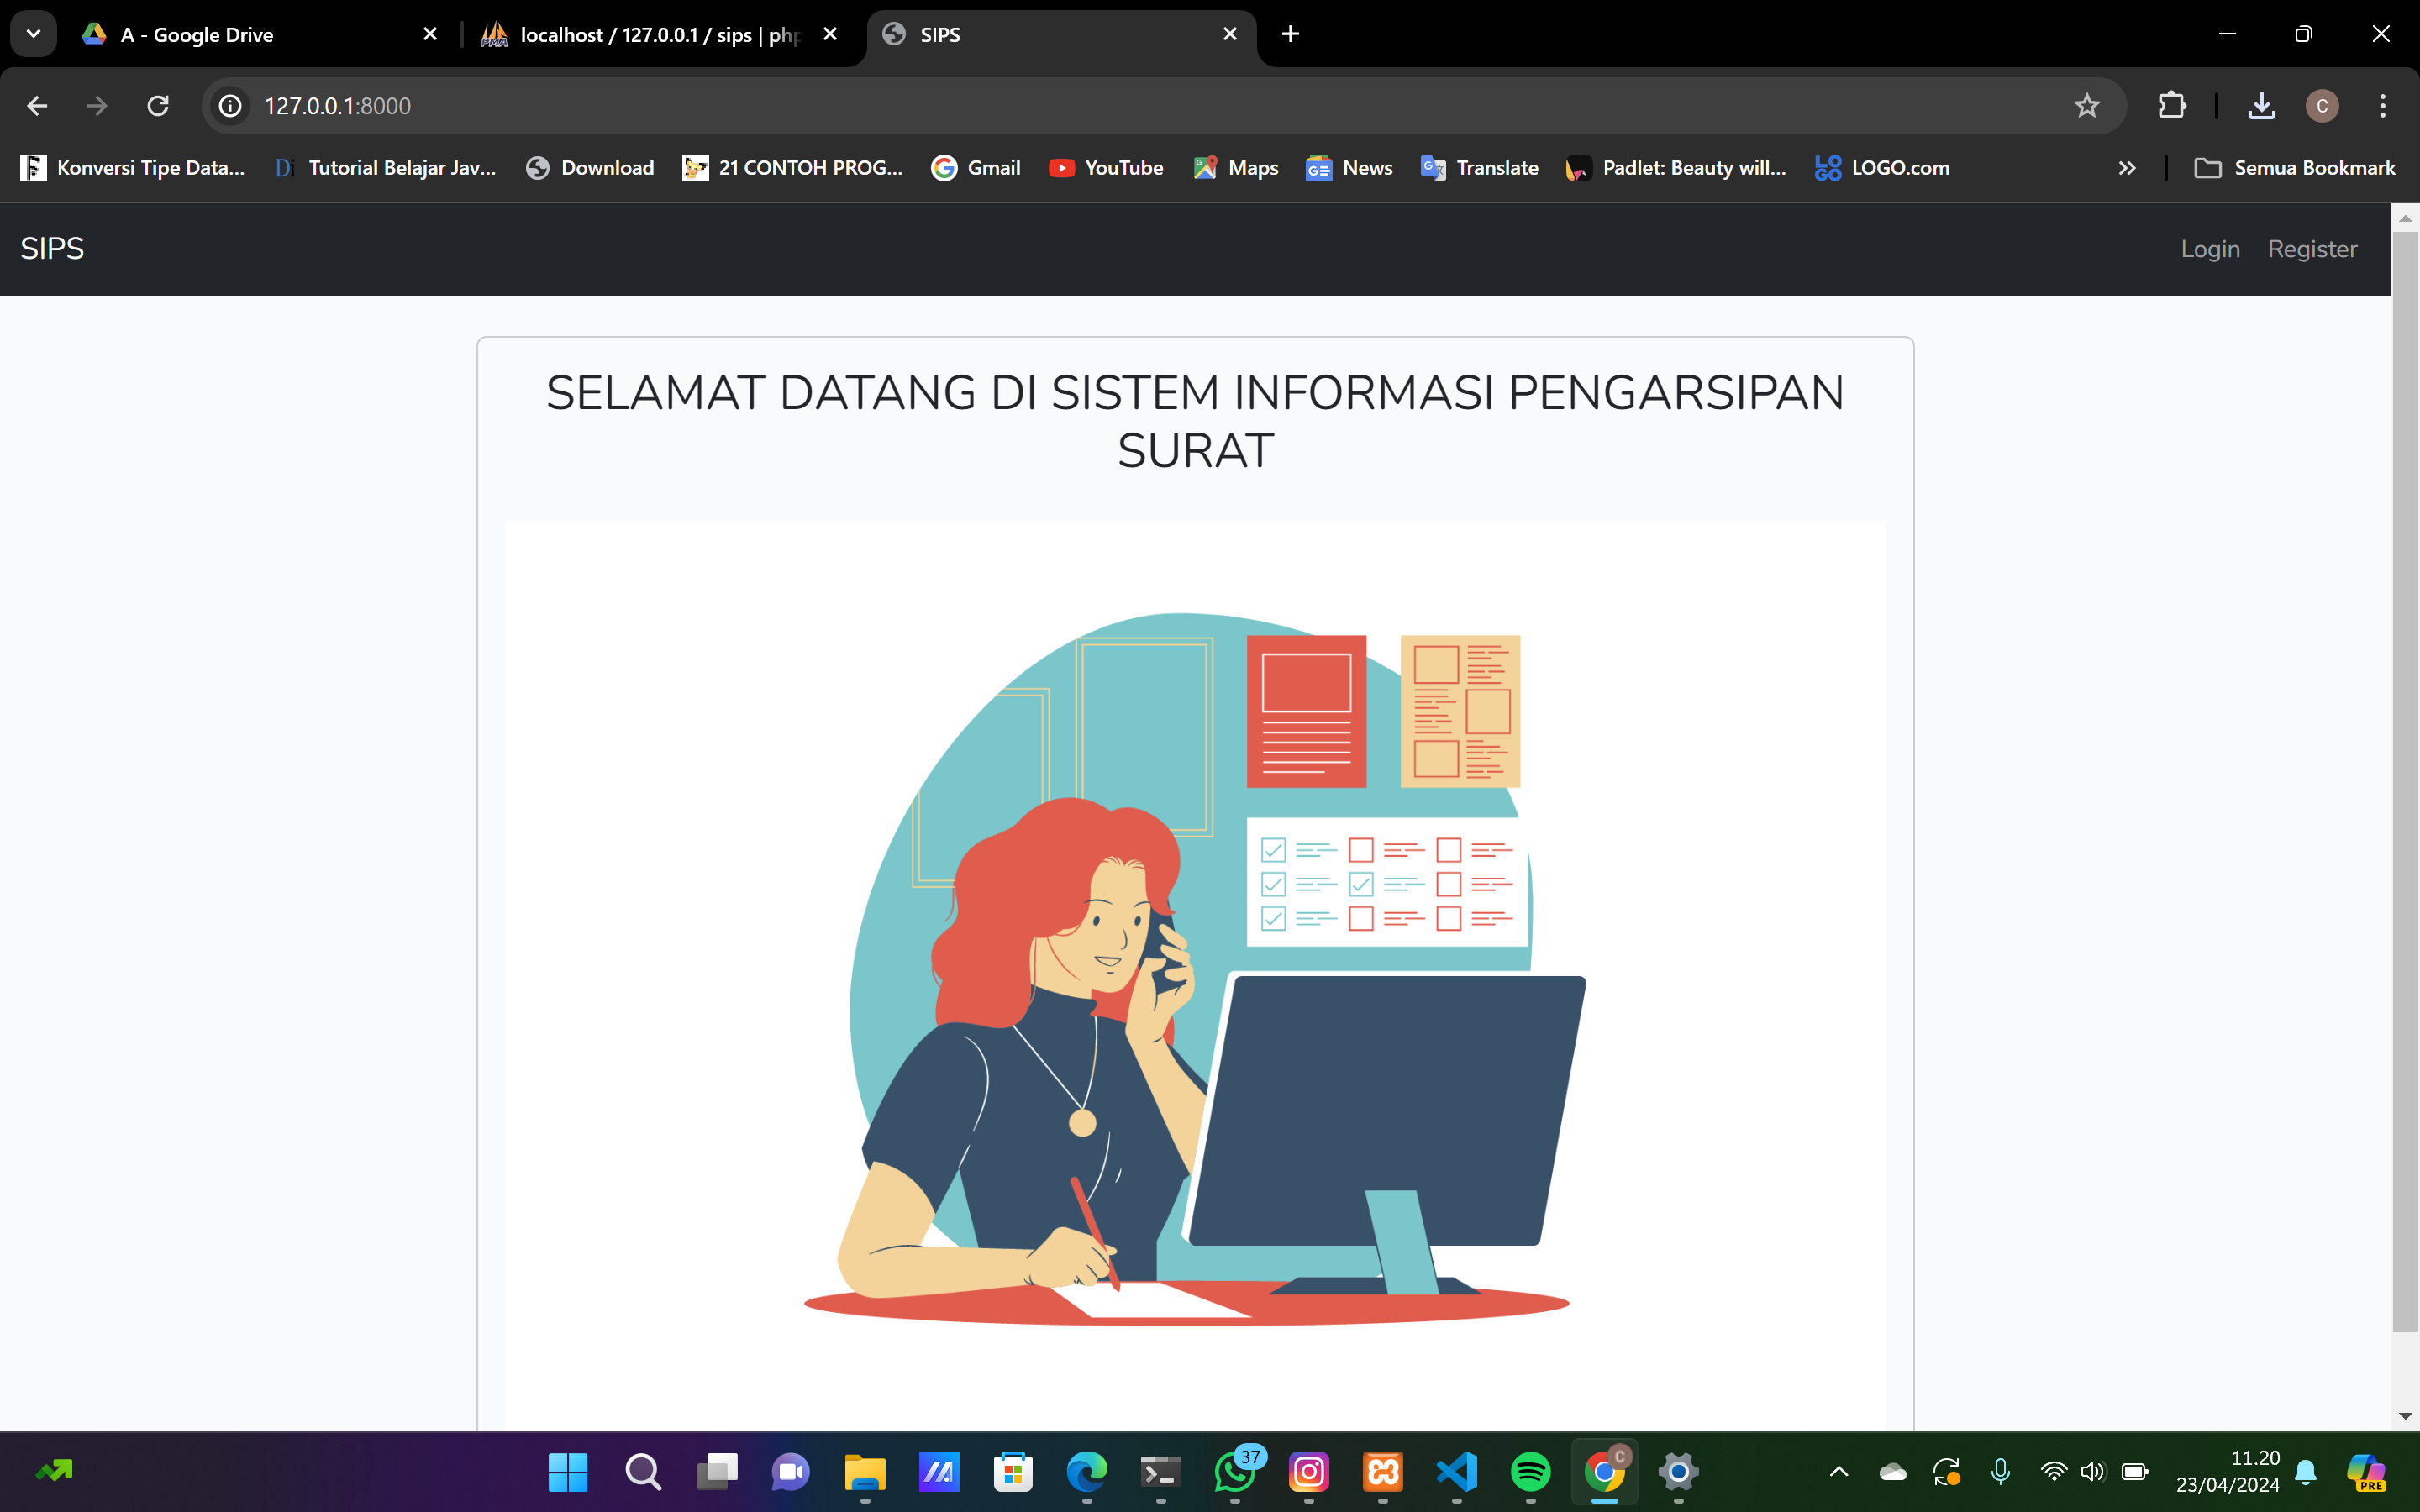 A - Google Drive
localhost / 127.0.0.1 / sips | php
SIPS
127.0.0.1:8000
C
Konversi Tipe Data...
Tutorial Belajar Jav...
Download
21 CONTOH PROG...
Gmail
YouTube
Maps
News
Translate
Padlet: Beauty will...
LOGO.com
Semua Bookmark
SIPS
Login
Register
SELAMAT DATANG DI SISTEM INFORMASI PENGARSIPAN
SURAT
37
C
11.20
23/04/2024
PRE